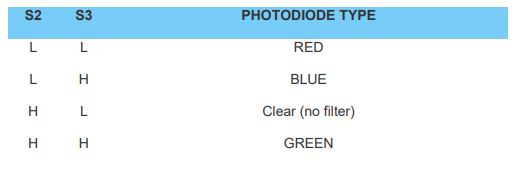 S2 S3 PHOTODIODE TYPE
L L RED
L H BLUE
H L Clear (no filter)
H H GREEN